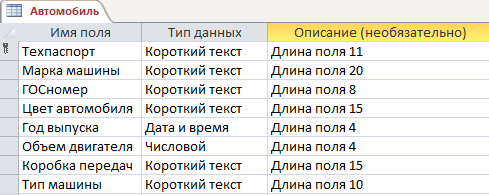 Автомобиль
Имя поля Тип данных Описание (необязательно)
Техпаспорт Короткий текст Длина поля 11
Марка машины Короткий текст Длина поля 20
ГОСномер Короткий текст Длина поля 8
Цвет автомобиля Короткий текст Длина поля 15
Год выпуска Дата и время Длина поля 4
Объем двигателя Числовой Длина поля 4
Коробка передач Короткий текст Длина поля 15
Тип машины Короткий текст Длина поля 10